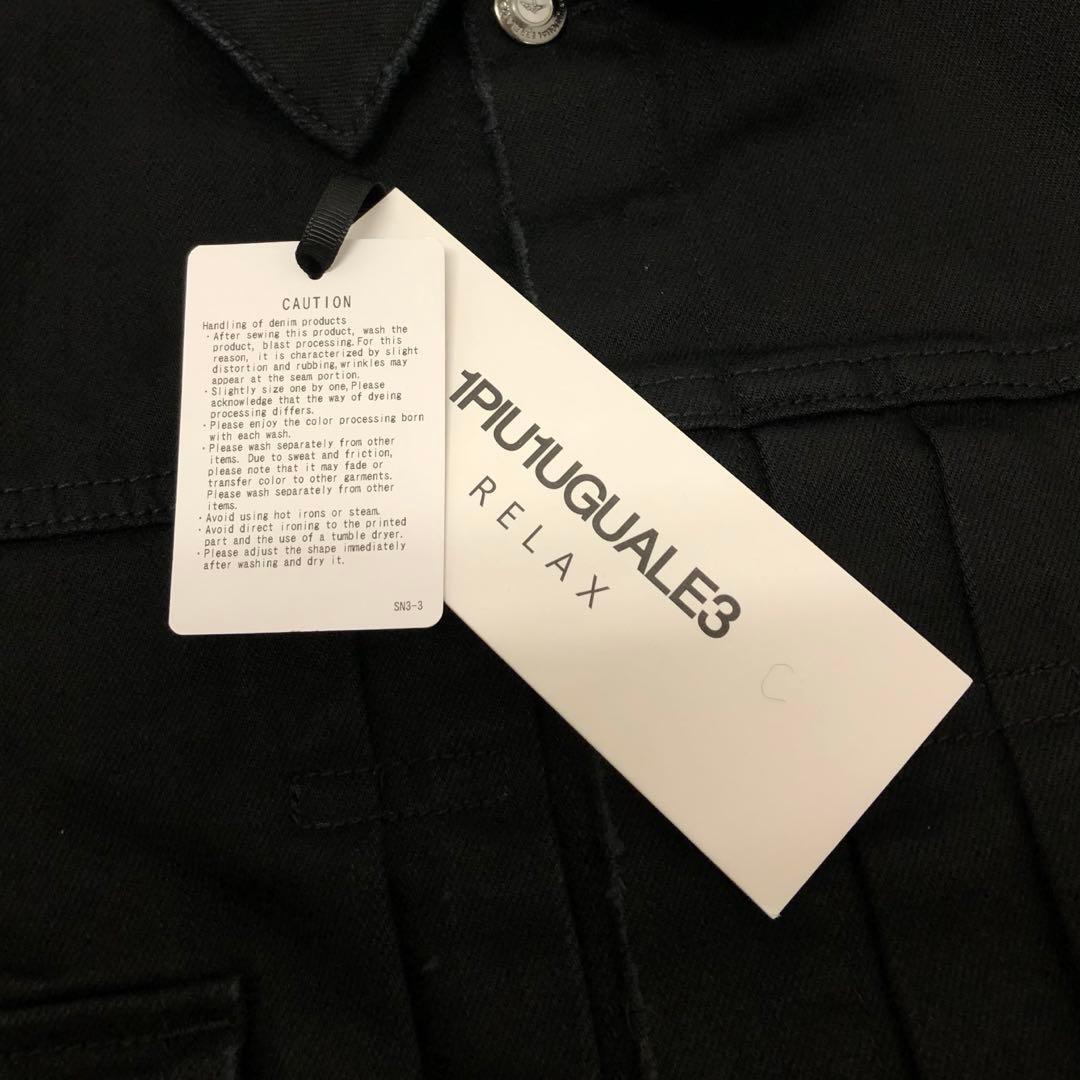 CAUTION
Handling of denim products
・After sewing this product, wash the
product, blast processing. For this
reason, it is characterized by slight
distortion and rubbing, wrinkles may
appear at the seam portion.
・Slightly size one by one, Please
acknowledge that the way of dyeing
processing differs.
・Please enjoy the color processing born
with each wash.
・Please wash separately from other
items. Due to sweat and friction,
please note that it may fade or
transfer color to other garments.
Please wash separately from other
items.
・Avoid using hot irons or steam.
・Avoid direct ironing to the printed
part and the use of a tumble dryer.
・Please adjust the shape immediately
after washing and dry it.
SN3-3
1PIU1UGUALE3
RELAX